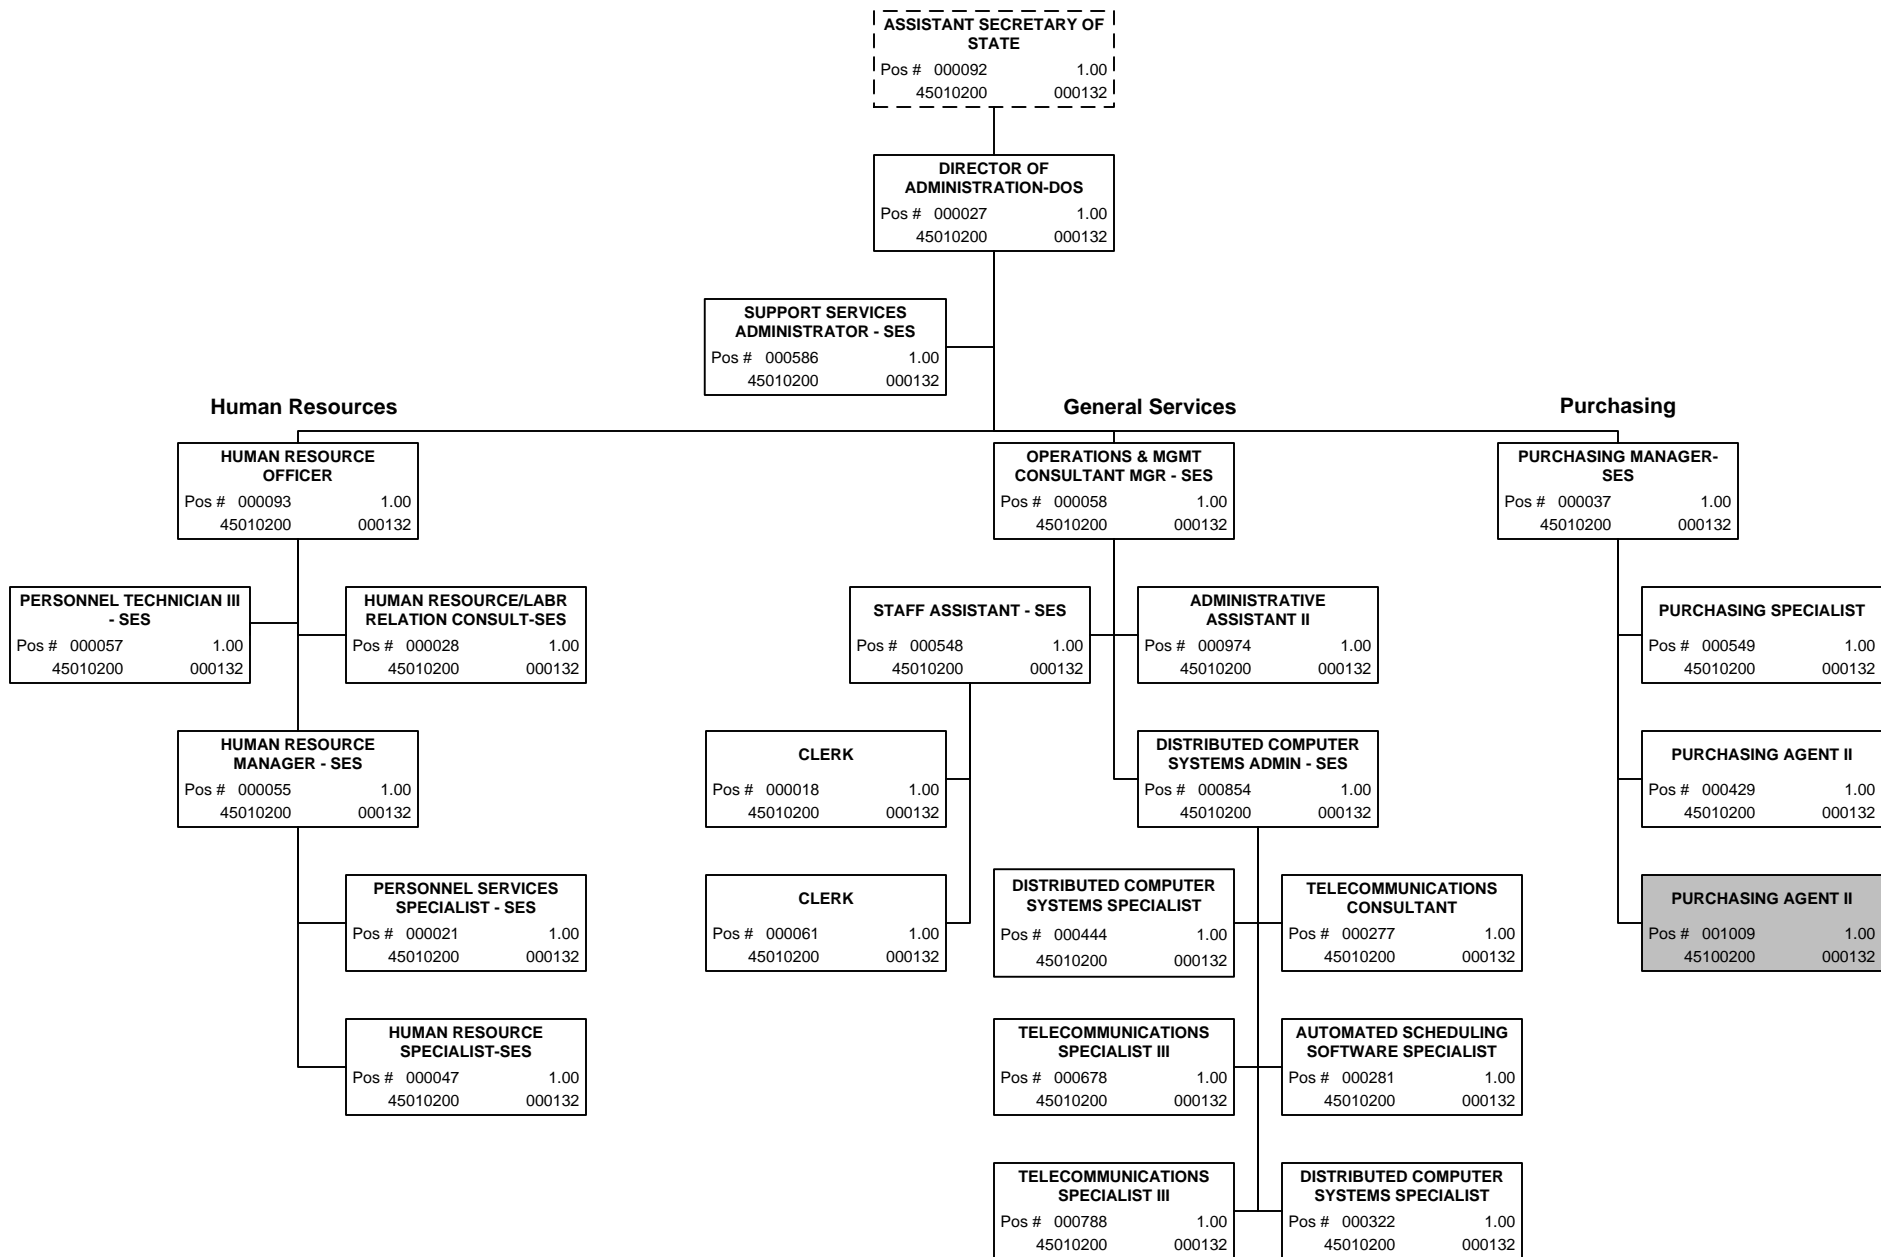 ASSISTANT SECRETARY OF
STATE
Pos # 000092 1.00
45010200 000132
DIRECTOR OF
ADMINISTRATION-DOS
Pos # 000027 1.00
45010200 000132
SUPPORT SERVICES
ADMINISTRATOR - SES
Pos # 000586 1.00
45010200 000132
Human Resources
General Services
Purchasing
HUMAN RESOURCE
OFFICER
Pos # 000093 1.00
45010200 000132
OPERATIONS & MGMT
CONSULTANT MGR - SES
Pos # 000058 1.00
45010200 000132
PURCHASING MANAGER-
SES
Pos # 000037 1.00
45010200 000132
PERSONNEL TECHNICIAN III
- SES
Pos # 000057 1.00
45010200 000132
HUMAN RESOURCE/LABR
RELATION CONSULT-SES
Pos # 000028 1.00
45010200 000132
STAFF ASSISTANT - SES
Pos # 000548 1.00
45010200 000132
ADMINISTRATIVE
ASSISTANT II
Pos # 000974 1.00
45010200 000132
PURCHASING SPECIALIST
Pos # 000549 1.00
45010200 000132
HUMAN RESOURCE
MANAGER - SES
Pos # 000055 1.00
45010200 000132
CLERK
Pos # 000018 1.00
45010200 000132
DISTRIBUTED COMPUTER
SYSTEMS ADMIN - SES
Pos # 000854 1.00
45010200 000132
PURCHASING AGENT II
Pos # 000429 1.00
45010200 000132
PERSONNEL SERVICES
SPECIALIST - SES
Pos # 000021 1.00
45010200 000132
CLERK
Pos # 000061 1.00
45010200 000132
DISTRIBUTED COMPUTER
SYSTEMS SPECIALIST
Pos # 000444 1.00
45010200 000132
TELECOMMUNICATIONS
CONSULTANT
Pos # 000277 1.00
45010200 000132
PURCHASING AGENT II
Pos # 001009 1.00
45100200 000132
HUMAN RESOURCE
SPECIALIST-SES
Pos # 000047 1.00
45010200 000132
TELECOMMUNICATIONS
SPECIALIST III
Pos # 000678 1.00
45010200 000132
AUTOMATED SCHEDULING
SOFTWARE SPECIALIST
Pos # 000281 1.00
45010200 000132
TELECOMMUNICATIONS
SPECIALIST III
Pos # 000788 1.00
45010200 000132
DISTRIBUTED COMPUTER
SYSTEMS SPECIALIST
Pos # 000322 1.00
45010200 000132